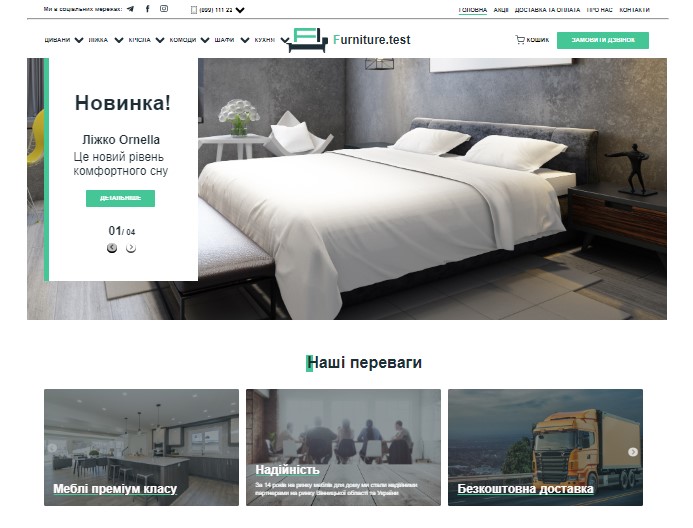 Ми в соціальних мережах:
(099) 111 22
ГОЛОВНА АКЦІЇ ДОСТАВКА ТА ОПЛАТА ПРО НАС КОНТАКТИ
ДИВАНИ ЛІЖКА КРІСЛА КОМОДИ ШАФИ КУХНЯ
Furniture.test
КОШИК
ЗАМОВИТИ ДЗВІНОК
Новинка!
Ліжко Ornella
Це новий рівень
комфортного сну
ДЕТАЛЬНІШЕ
01/ 04
Наші переваги
Меблі преміум класу
Надійність
За 14 років на ринку меблів для дому ми стали надійними
партнерами на ринку Вінницької області та України
Безкоштовна доставка